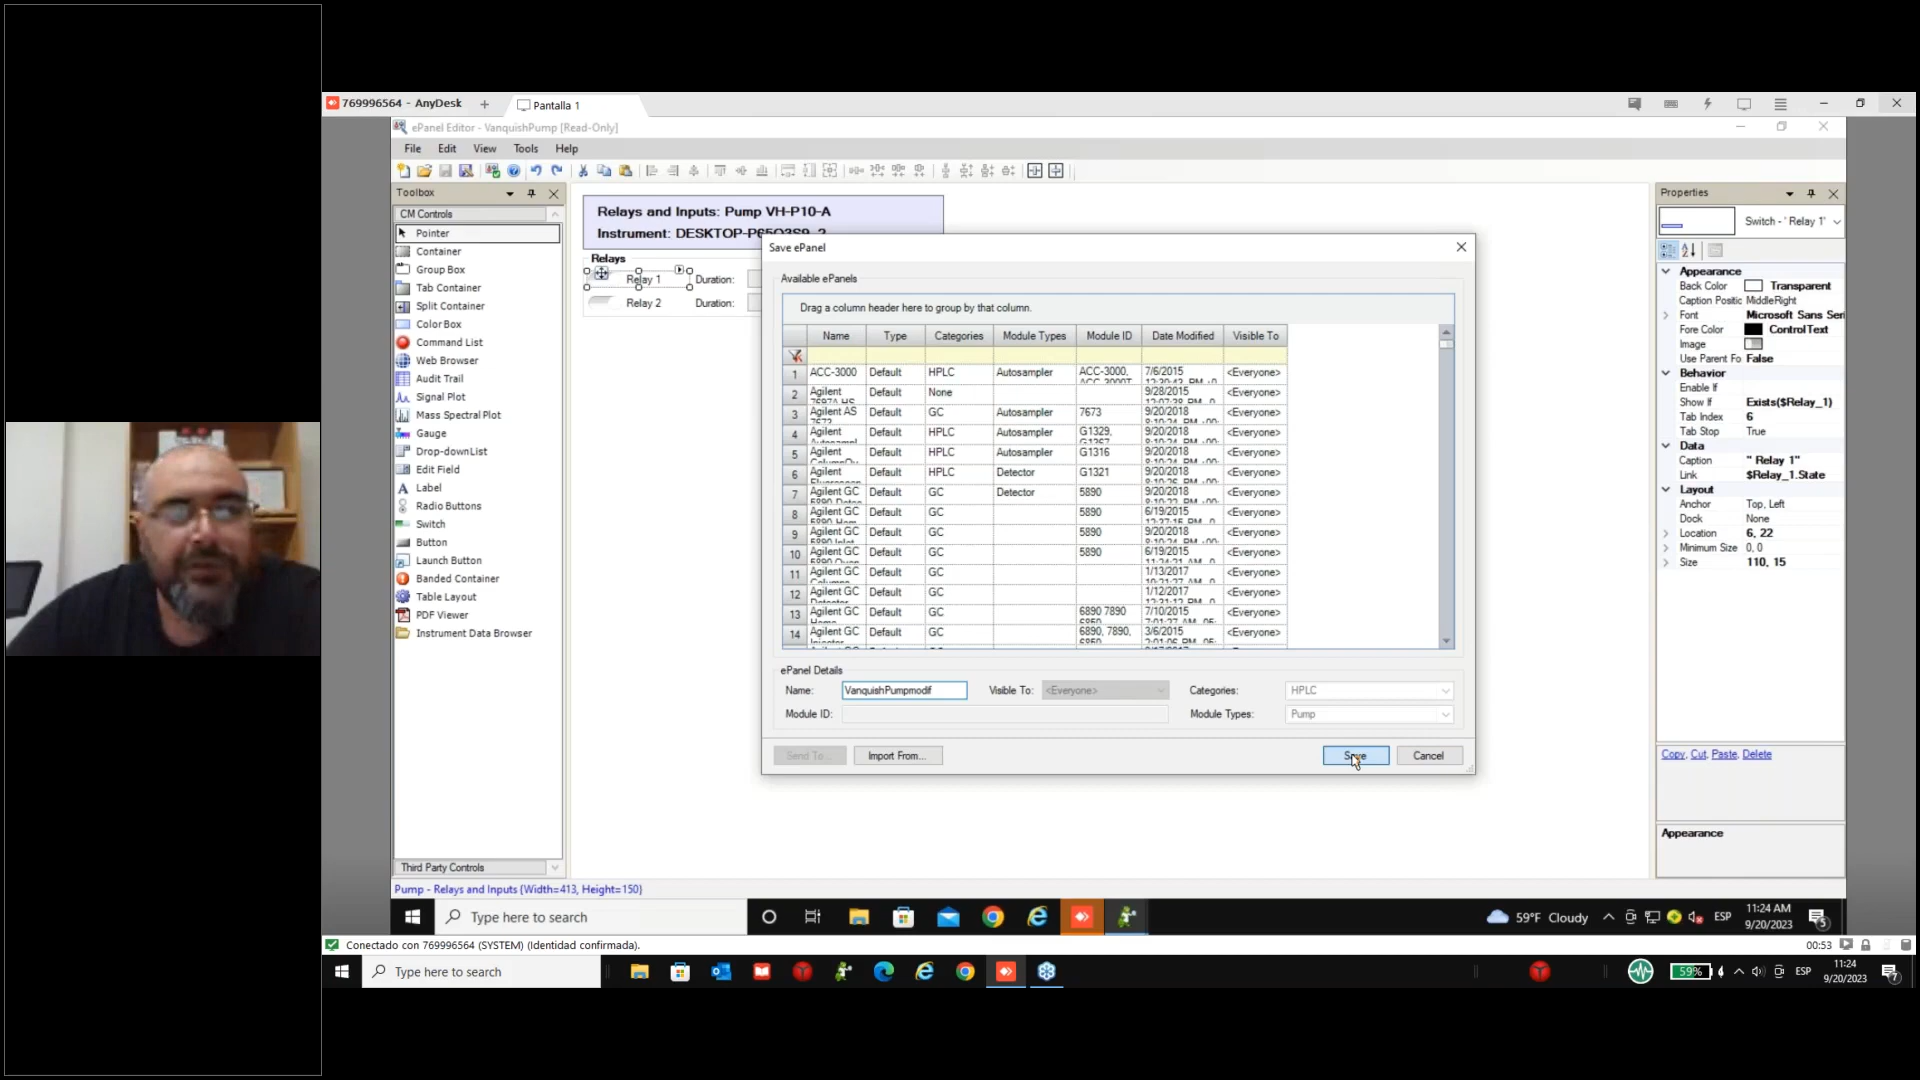 769996564 - AnyDesk
Pantalla 1
ePanel Editor - VanquishPump [Read-Only]
File Edit View Tools Help
Toolbox
CM Controls
Pointer
Container
Group Box
Tab Container
Split Container
Color Box
Command List
Web Browser
Audit Trail
Signal Plot
Mass Spectral Plot
Gauge
Drop-downList
Edit Field
Label
Radio Buttons
Switch
Button
Launch Button
Banded Container
Table Layout
PDF Viewer
Instrument Data Browser
Third Party Controls
Relays and Inputs: Pump VH-P10-A
Instrument:
Relays
Relay 1 Duration:
Relay 2 Duration:
Save ePanel
Available ePanels
Drag a column header here to group by that column.
Name Type Categories Module Types Module ID Date Modified Visible To
1 ACC-3000 Default HPLC Autosampler ACC-3000, 7/6/2015 <Everyone>
2 Agilent Default None 9/28/2015 <Everyone>
3 Agilent AS Default GC Autosampler 7673 9/20/2018 <Everyone>
4 Agilent Default HPLC Autosampler G1329, 9/20/2018 <Everyone>
5 Agilent Default HPLC Autosampler G1316 9/20/2018 <Everyone>
6 Agilent Default HPLC Detector G1321 9/20/2018 <Everyone>
7 Agilent GC Default GC Detector 5890 9/20/2018 <Everyone>
8 Agilent GC Default GC 5890 6/19/2015 <Everyone>
9 Agilent GC Default GC 5890 9/20/2018 <Everyone>
10 Agilent GC Default GC 5890 6/19/2015 <Everyone>
11 Agilent GC Default GC 1/13/2017 <Everyone>
12 Agilent GC Default GC 1/12/2017 <Everyone>
13 Agilent GC Default GC 6890 7890 7/10/2015 <Everyone>
14 Agilent GC Default GC 6890, 7890, 3/6/2015 <Everyone>
ePanel Details
Name: VanquishPumpmodif Visible To: <Everyone> Categories: HPLC
Module ID: Module Types: Pump
Send To... Import From... Save Cancel
Properties
Switch - ' Relay 1'
Appearance
Back Color Transparent
Caption Positic MiddleRight
Font Microsoft Sans Seri
Fore Color ControlText
Image
Use Parent Fo False
Behavior
Enable If
Show If Exists($Relay_1)
Tab Index 6
Tab Stop True
Data
Caption " Relay 1"
Link $Relay_1.State
Layout
Anchor Top, Left
Dock None
Location 6, 22
Minimum Size 0, 0
Size 110, 15
Copy, Cut, Paste, Delete
Appearance
Pump - Relays and Inputs {Width=413, Height=150}
Type here to search
59°F Cloudy
ESP
11:24 AM
9/20/2023
5
Conectado con 769996564 (SYSTEM) (Identidad confirmada).
00:53
Type here to search
59%
ESP
11:24
9/20/2023
7